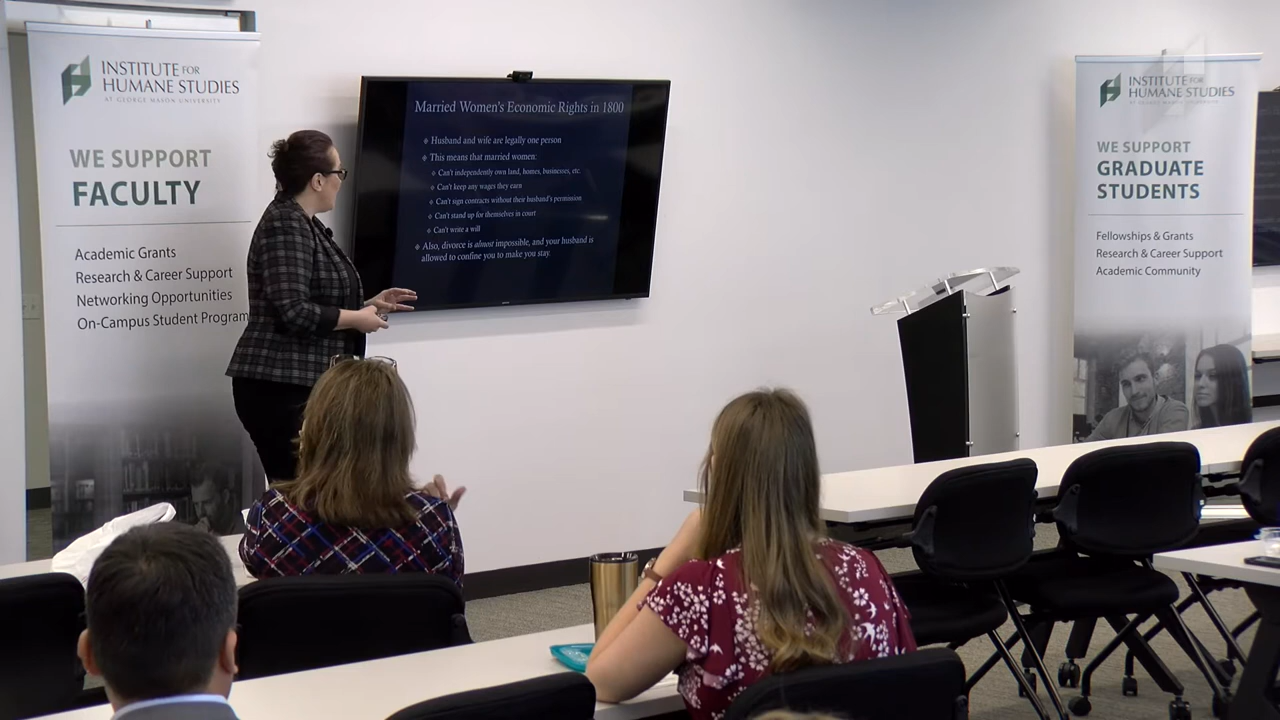 INSTITUTE FOR
HUMANE STUDIES
AT GEORGE MASON UNIVERSITY
WE SUPPORT
FACULTY
Academic Grants
Research & Career Support
Networking Opportunities
On-Campus Student Program
Married Women's Economic Rights in 1800
Husband and wife are legally one person
This means that married women:
Can't independently own land, homes, businesses, etc.
Can't keep any wages they earn
Can't sign contracts without their husband's permission
Can't stand up for themselves in court
Can't write a will
Also, divorce is almost impossible, and your husband is
allowed to confine you to make you stay.
INSTITUTE FOR
HUMANE STUDIES
AT GEORGE MASON UNIVERSITY
WE SUPPORT
GRADUATE
STUDENTS
Fellowships & Grants
Research & Career Support
Academic Community